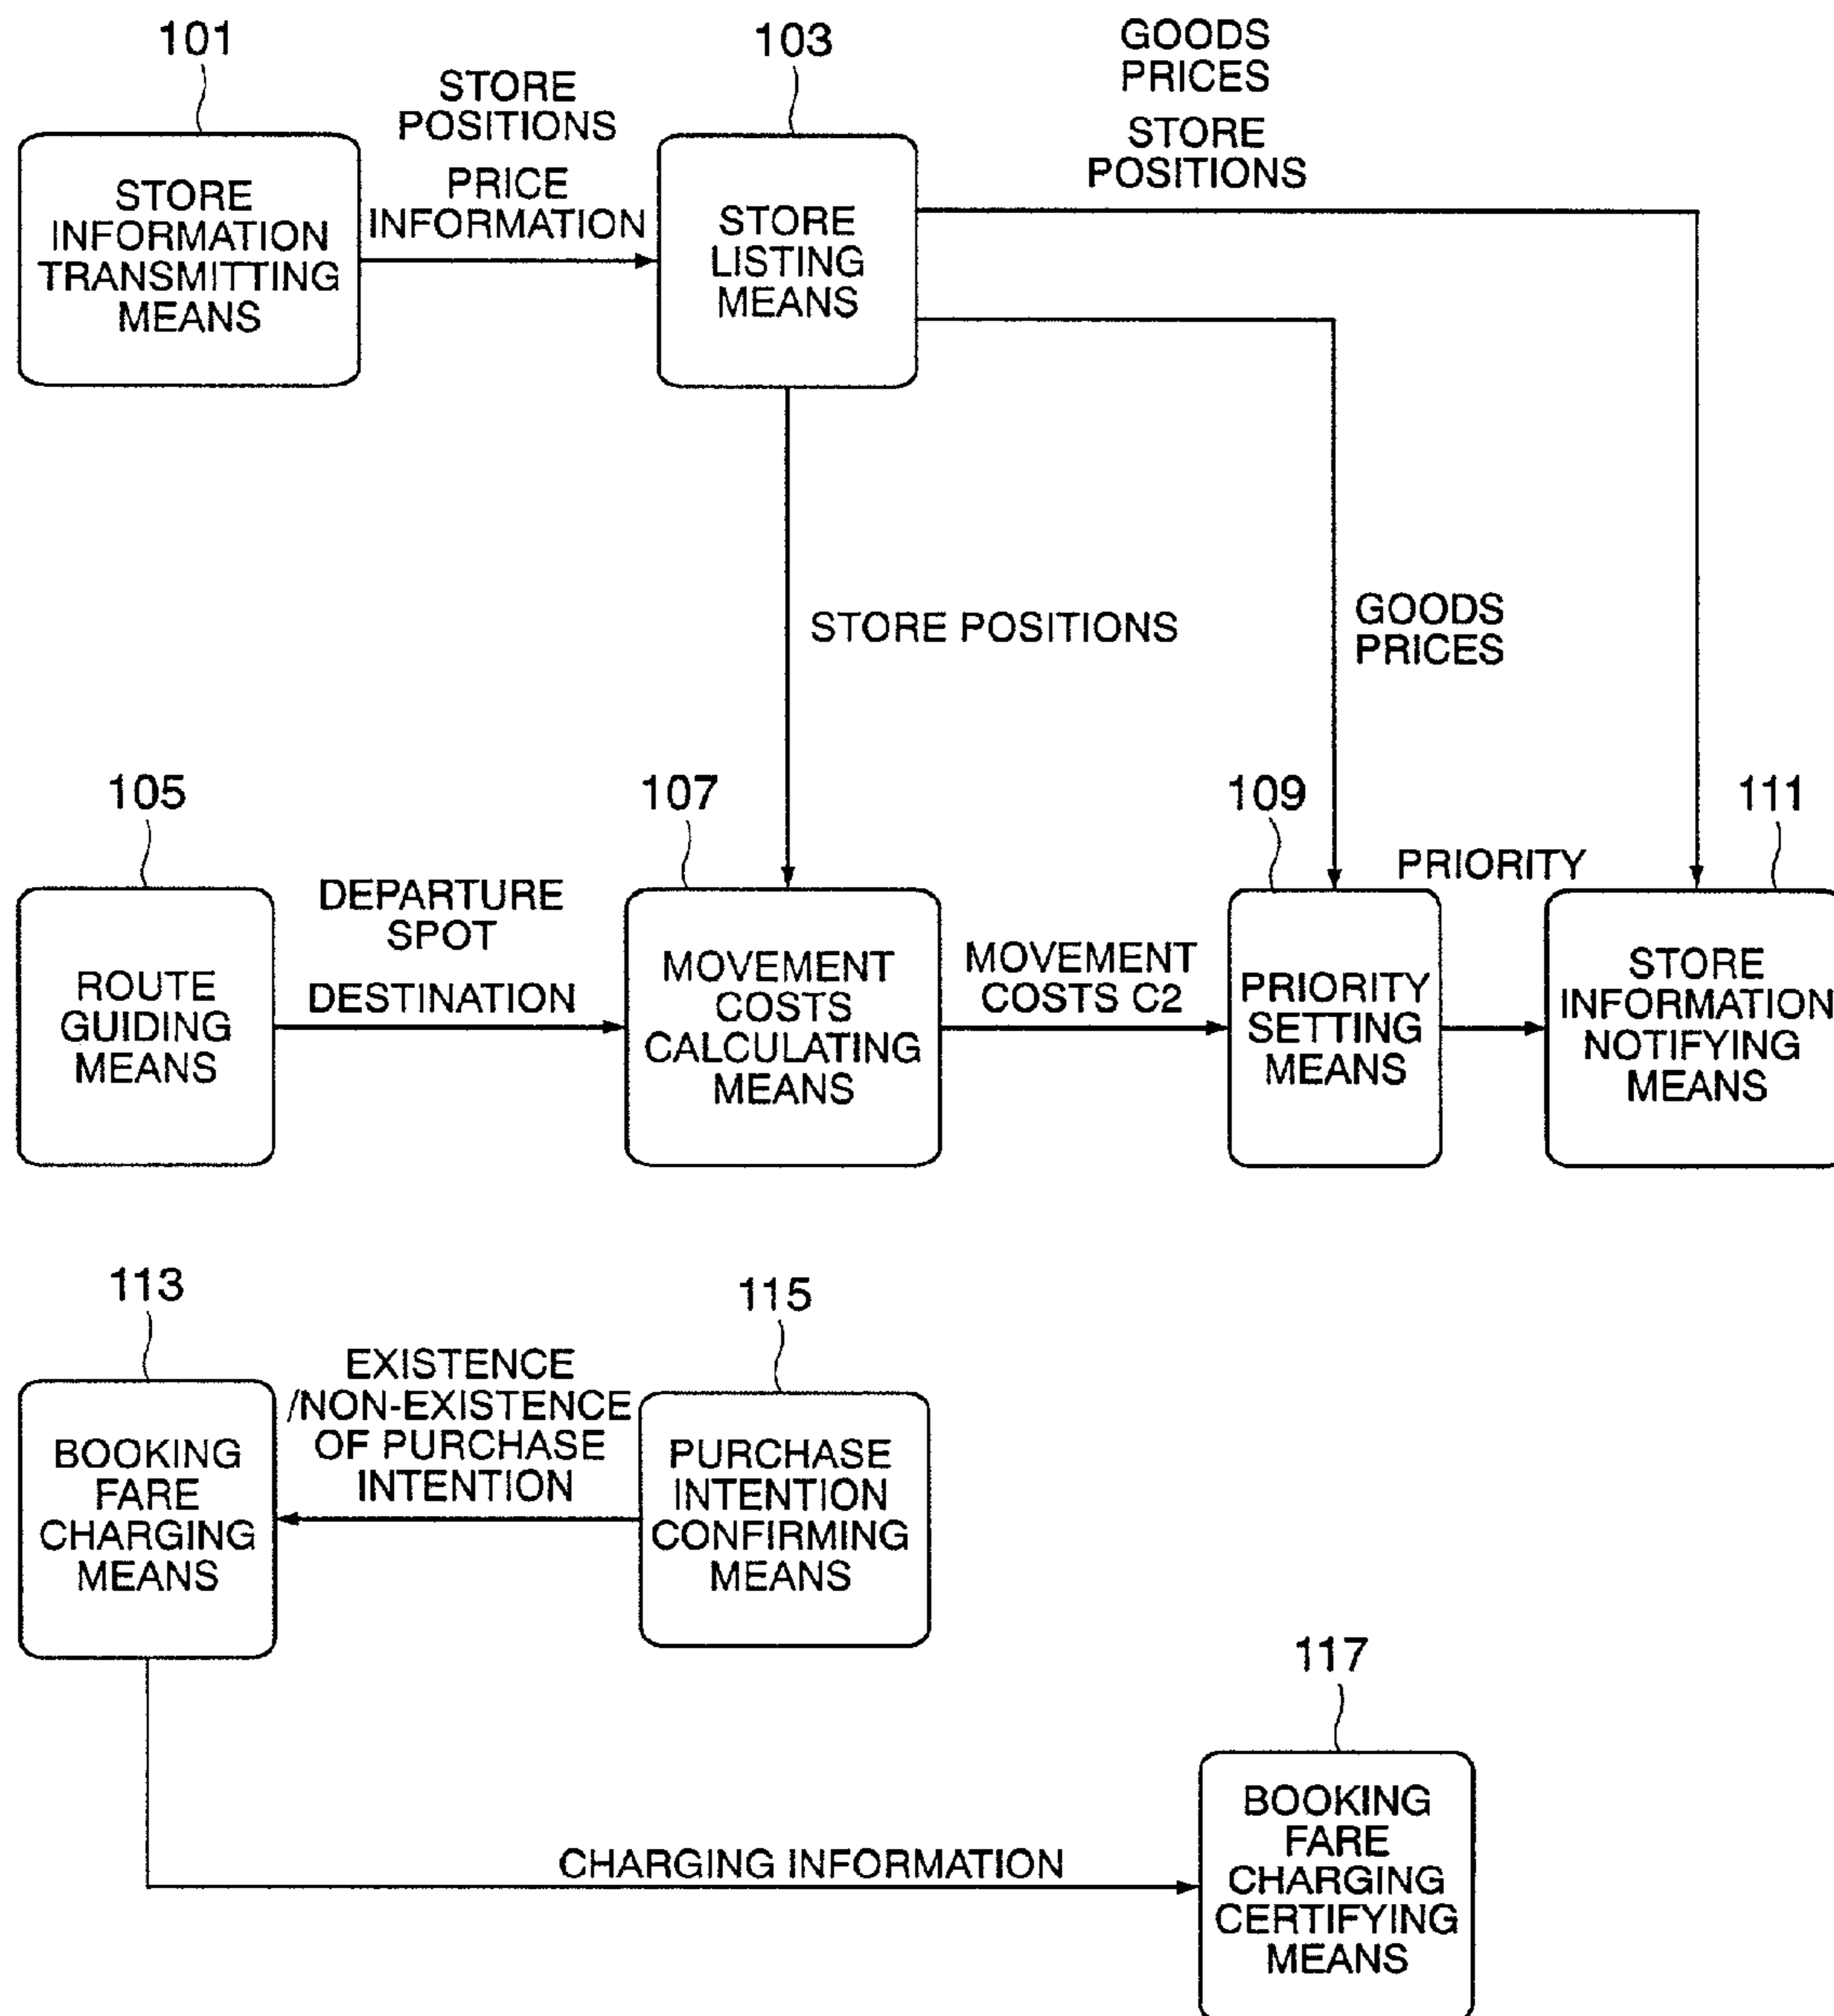 101
STORE
POSITIONS
PRICE
INFORMATION
103
GOODS
PRICES
STORE
POSITIONS
STORE
INFORMATION
TRANSMITTING
MEANS
STORE
LISTING
MEANS
STORE POSITIONS
GOODS
PRICES
105
DEPARTURE
SPOT
DESTINATION
107
109
PRIORITY
111
ROUTE
GUIDING
MEANS
MOVEMENT
COSTS
CALCULATING
MEANS
MOVEMENT
COSTS C2
PRIORITY
SETTING
MEANS
STORE
INFORMATION
NOTIFYING
MEANS
113
EXISTENCE
/NON-EXISTENCE
OF PURCHASE
INTENTION
115
BOOKING
FARE
CHARGING
MEANS
PURCHASE
INTENTION
CONFIRMING
MEANS
117
CHARGING INFORMATION
BOOKING
FARE
CHARGING
CERTIFYING
MEANS